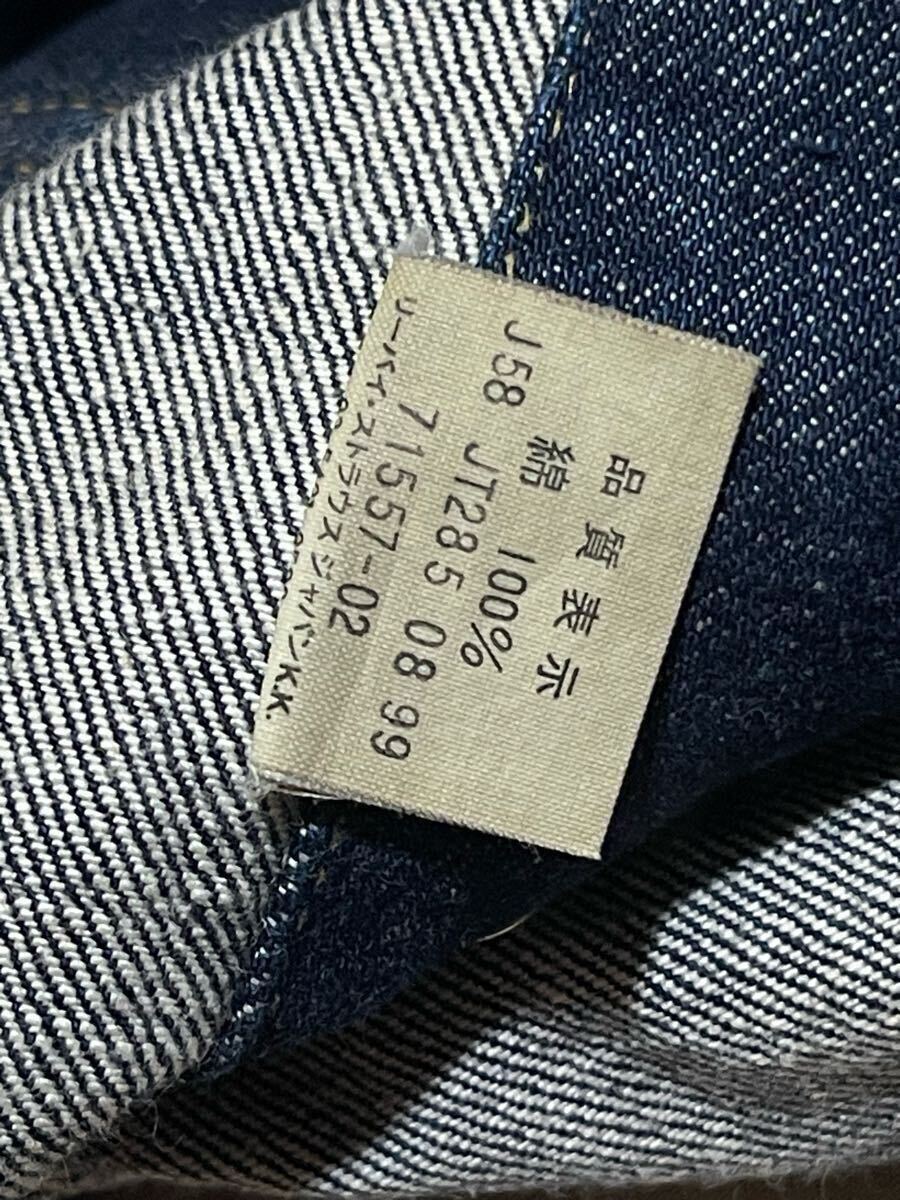 品質表示
綿 100%
J58 JT285 08 99
71557-02
リーバイ・ストラウスジャパンK.K.